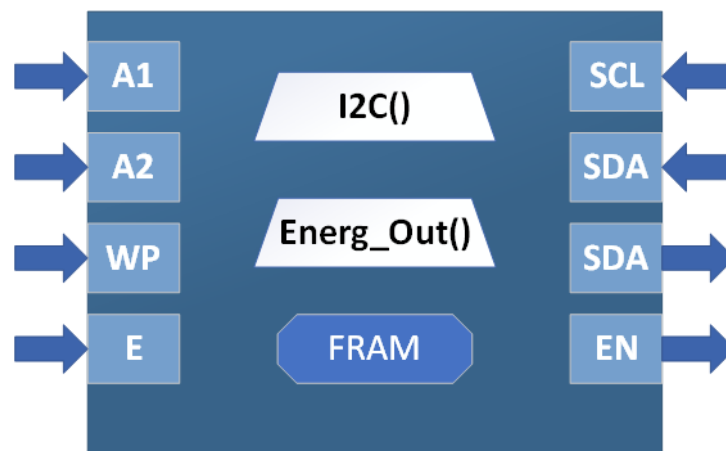 A1
A2
WP
E
I2C()
Energ_Out()
FRAM
SCL
SDA
SDA
EN